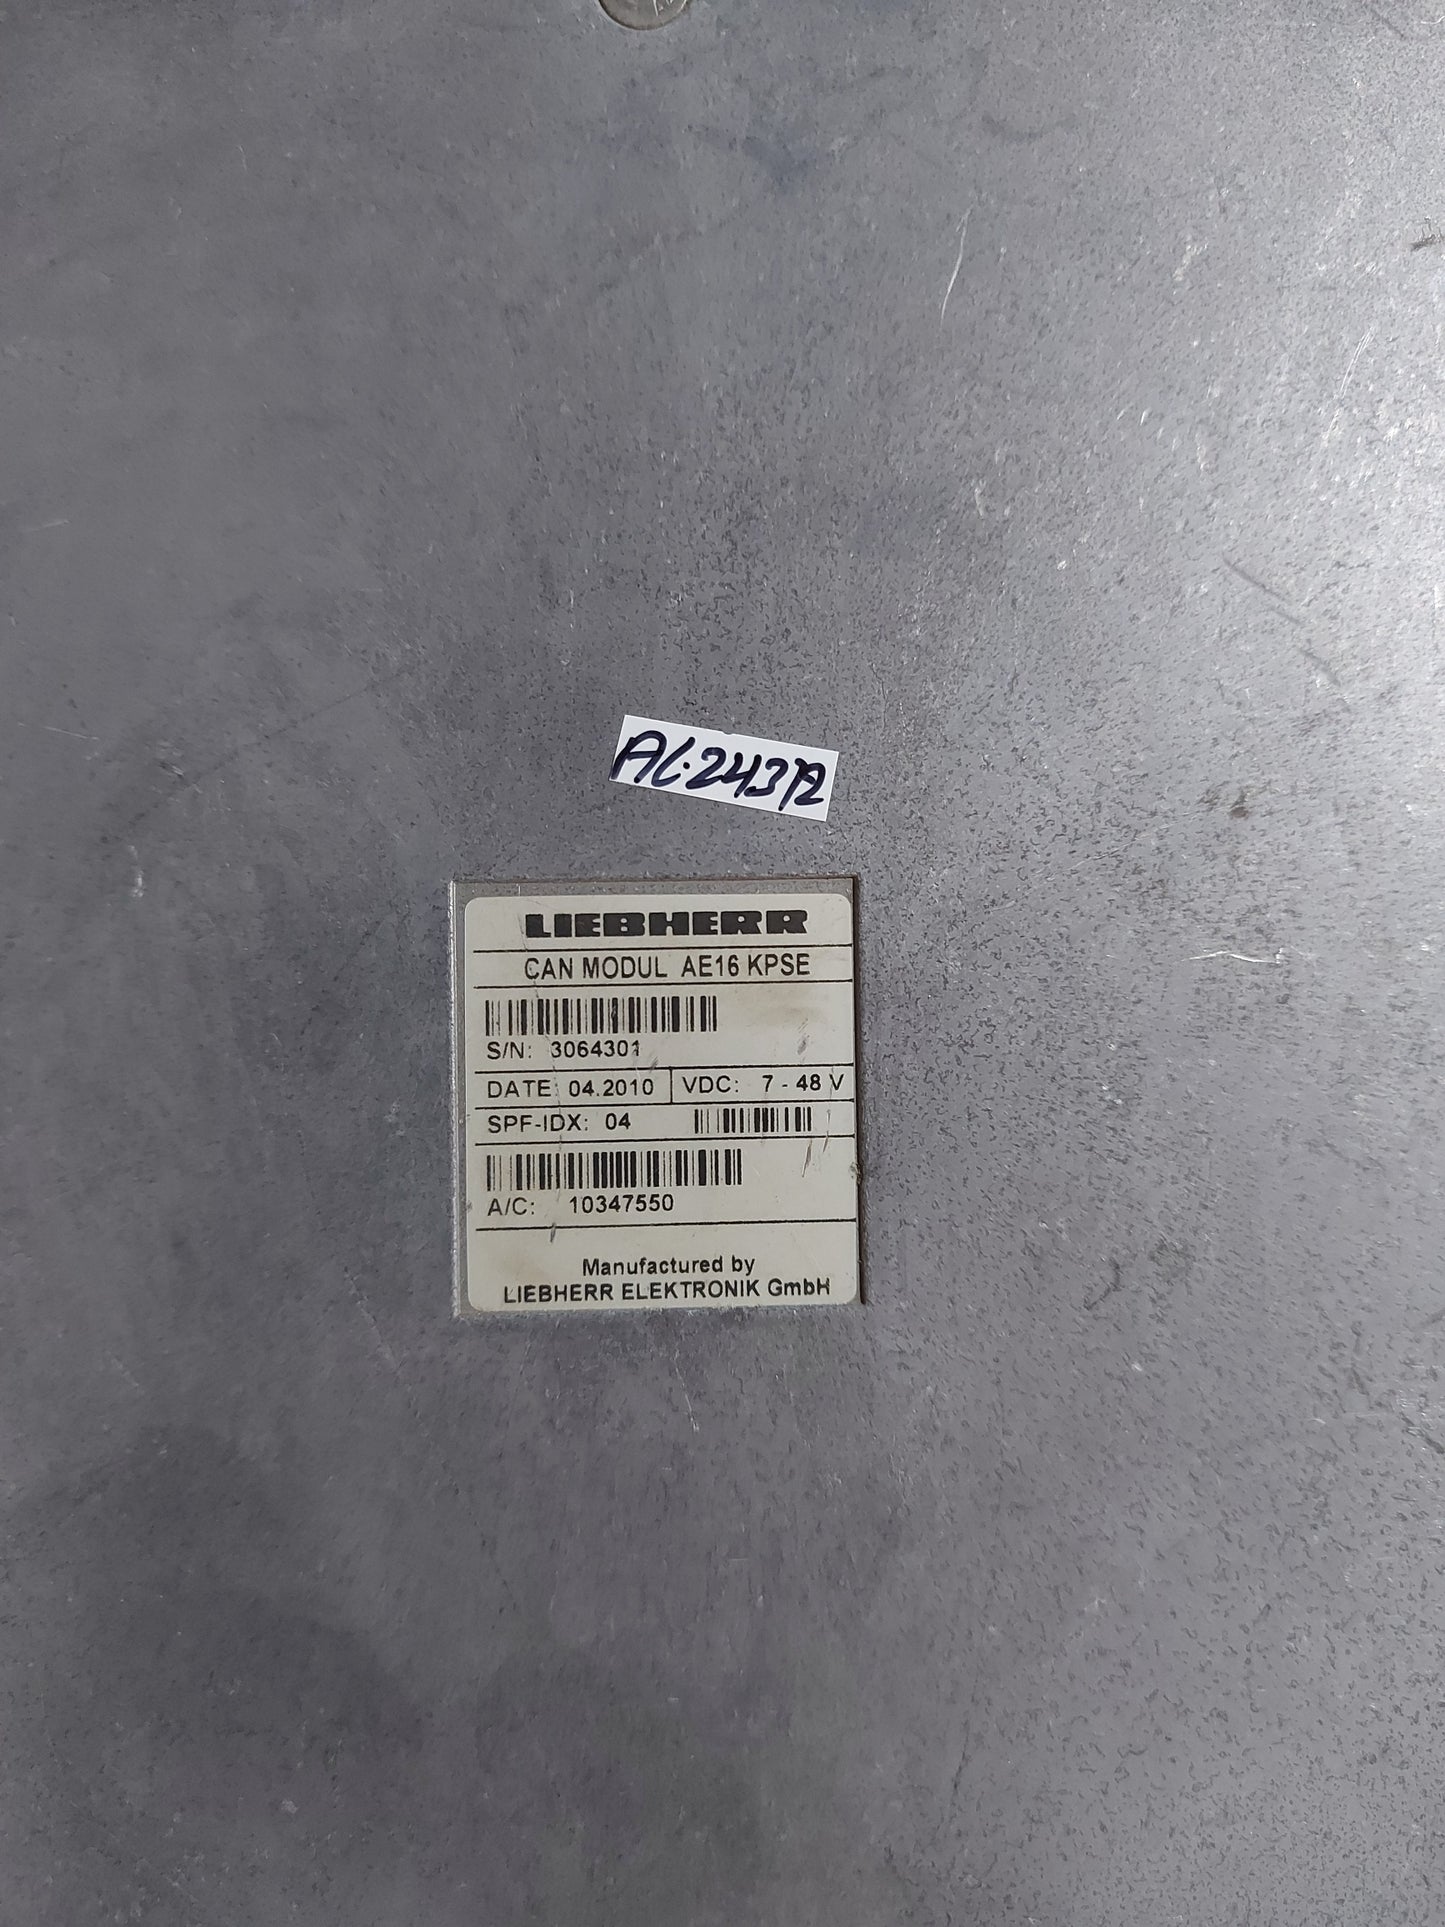 AL.24372
LIEBHERR
CAN MODUL AE16 KPSE
S/N: 3064301
DATE: 04.2010 VDC: 7 - 48 V
SPF-IDX: 04
A/C: 10347550
Manufactured by
LIEBHERR ELEKTRONIK GmbH